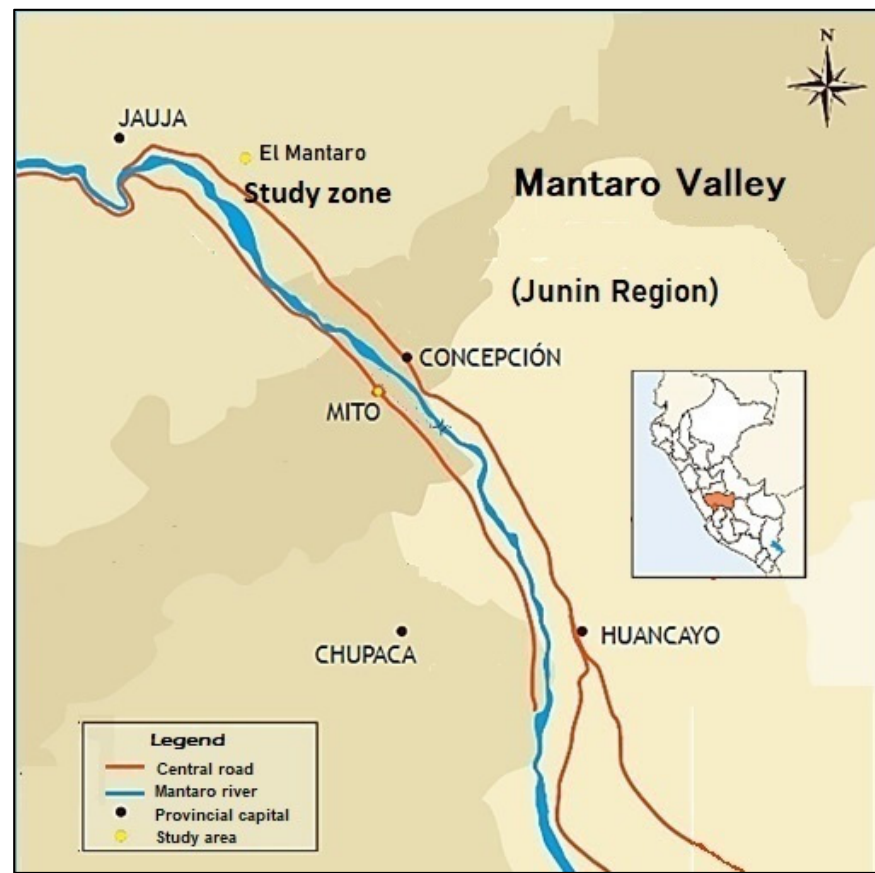 N
JAUJA
El Mantaro
Study zone
Mantaro Valley
(Junin Region)
CONCEPCIÓN
MITO
CHUPACA
HUANCAYO
Legend
Central road
Mantaro river
Provincial capital
Study area